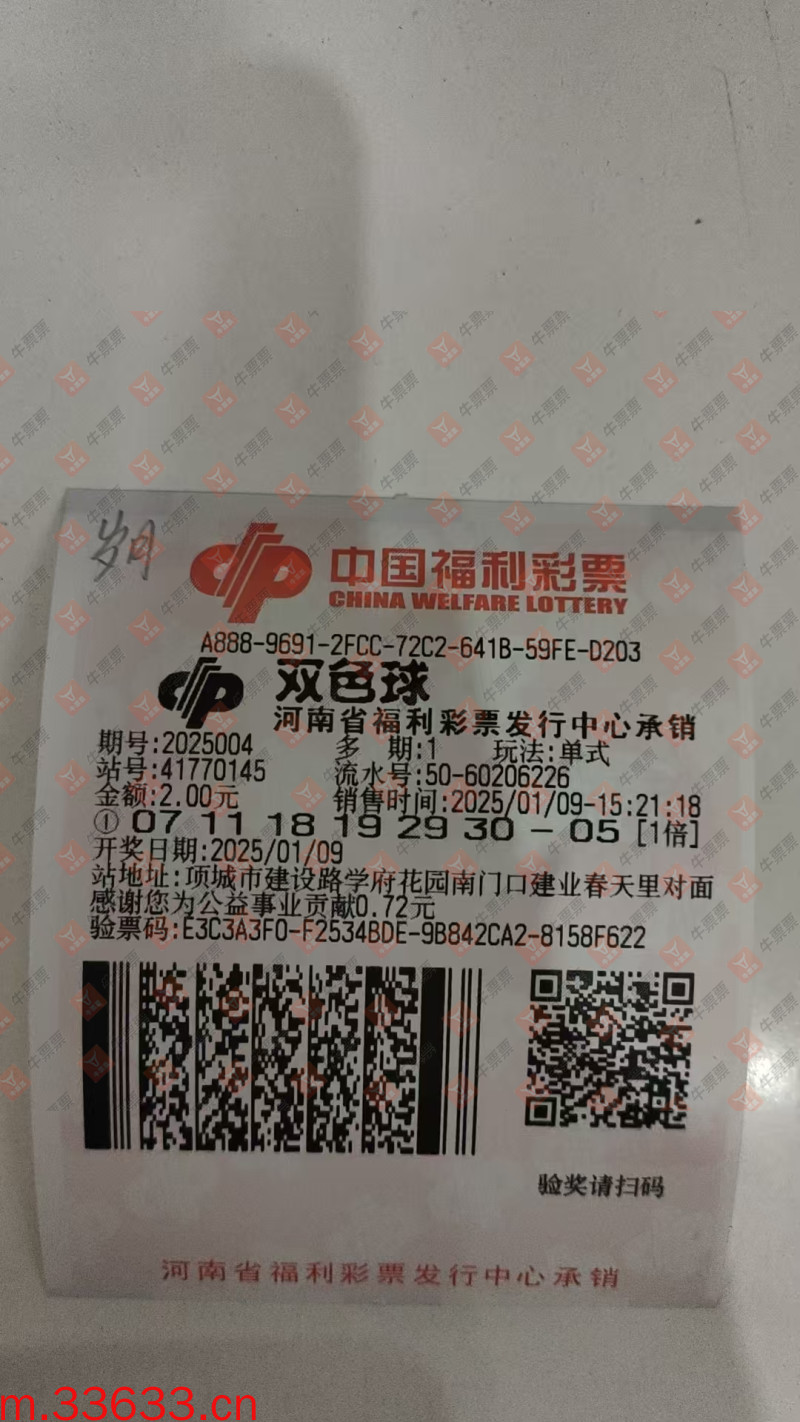 岁月
中国福利彩票
CHINA WELFARE LOTTERY
A888-9691-2FCC-72C2-641B-59FE-D203
双色球
河南省福利彩票发行中心承销
期号:2025004 多 期:1 玩法:单式
站号:41770145 流水号:50-60206226
金额:2.00元 销售时间:2025/01/09-15:21:18
① 07 11 18 19 29 30 - 05 [1倍]
开奖日期:2025/01/09
站地址:项城市建设路学府花园南门口建业春天里对面
感谢您为公益事业贡献0.72元
验票码:E3C3A3F0-F2534BDE-9B842CA2-8158F622
验奖请扫码
河南省福利彩票发行中心承销
牛票票
m.33633.cn